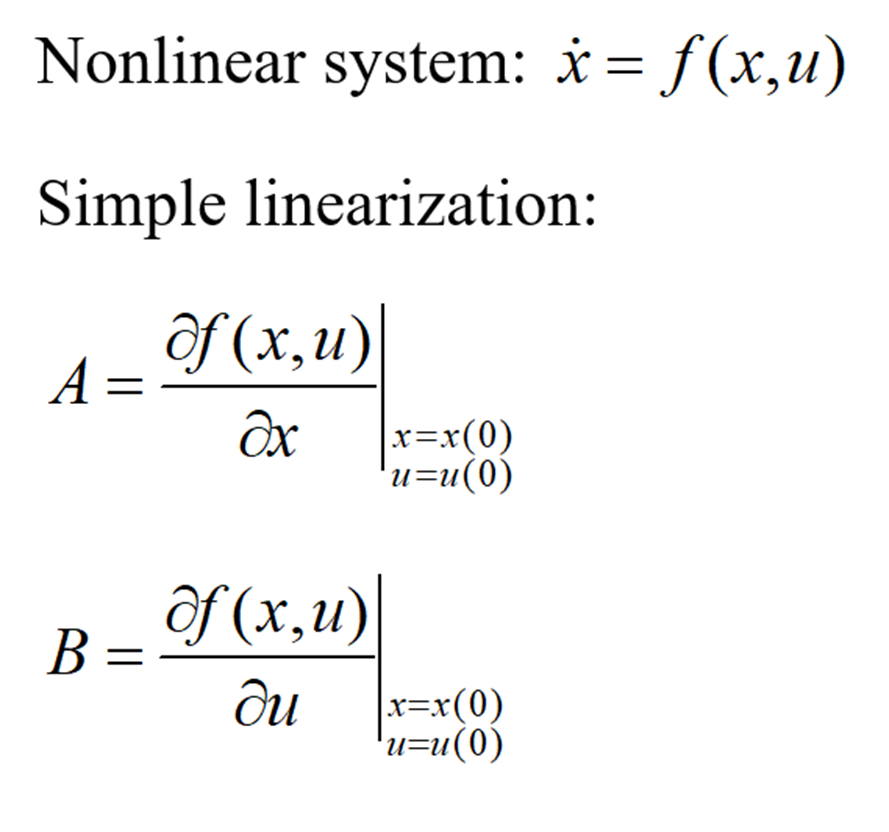 Nonlinear system: ẋ = f(x,u)
Simple linearization:
A = ∂f(x,u)/∂x |x=x(0) u=u(0)
B = ∂f(x,u)/∂u |x=x(0) u=u(0)